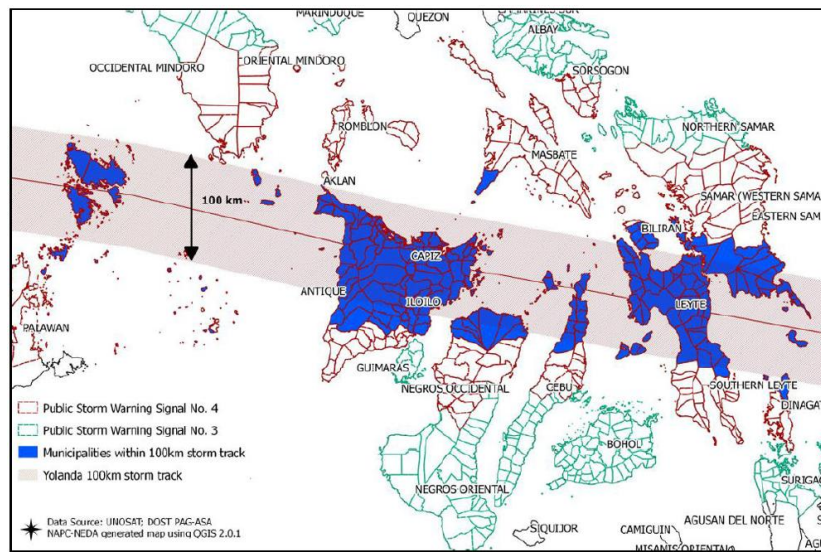 MARINDUQUE
QUEZON
ALBAY
OCCIDENTAL MINDORO
ORIENTAL MINDORO
SORSOGON
ROMBLON
NORTHERN SAMAR
MASBATE
AKLAN
SAMAR (WESTERN SAMA
EASTERN SAM
100 km
BILIRAN
CAPIZ
ANTIQUE
ILOILO
LEYTE
PALAWAN
GUIMARAS
NEGROS OCCIDENTAL
CEBU
SOUTHERN LEYTE
DINAGAT
Public Storm Warning Signal No. 4
Public Storm Warning Signal No. 3
Municipalities within 100km storm track
Yolanda 100km storm track
BOHOL
NEGROS ORIENTAL
SURIGAO
Data Source: UNOSAT; DOST PAG-ASA
NAPC-NEDA generated map using QGIS 2.0.1
SIQUIJOR
CAMIGUIN
AGUSAN DEL NORTE
MISAMIS ORIENTAL